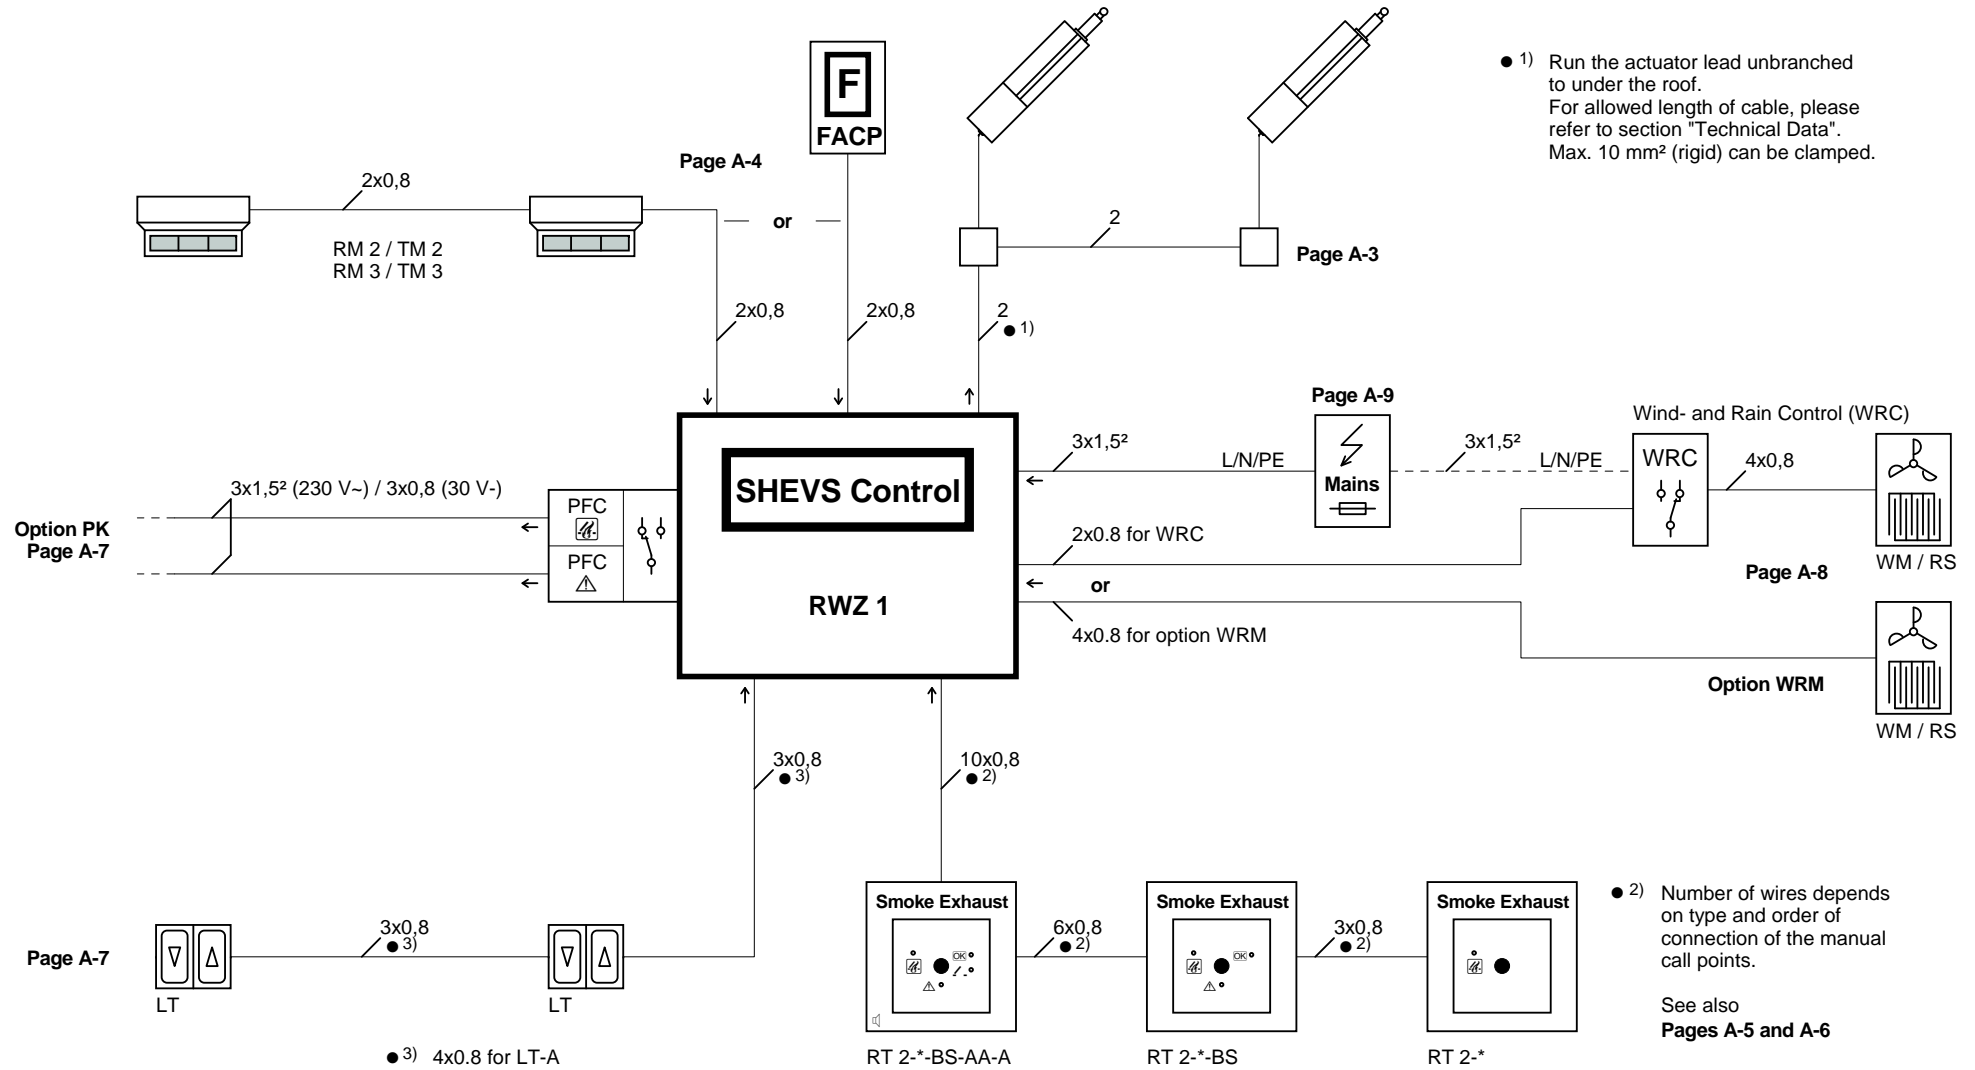 F
FACP
● 1) Run the actuator lead unbranched
to under the roof.
For allowed length of cable, please
refer to section "Technical Data".
Max. 10 mm² (rigid) can be clamped.
Page A-4
2x0,8
or
2
RM 2 / TM 2
RM 3 / TM 3
Page A-3
2x0,8
2x0,8
2
● 1)
Page A-9
Wind- and Rain Control (WRC)
3x1,5²
L/N/PE
Mains
3x1,5²
L/N/PE
WRC
4x0,8
WM / RS
SHEVS Control
RWZ 1
3x1,5² (230 V~) / 3x0,8 (30 V-)
PFC
PFC
Option PK
Page A-7
2x0.8 for WRC
or
Page A-8
4x0.8 for option WRM
Option WRM
WM / RS
3x0,8
● 3)
10x0,8
● 2)
Page A-7
3x0,8
● 3)
LT
LT
● 3) 4x0.8 for LT-A
Smoke Exhaust
OK
6x0,8
● 2)
Smoke Exhaust
OK
3x0,8
● 2)
Smoke Exhaust
RT 2-*-BS-AA-A
RT 2-*-BS
RT 2-*
● 2) Number of wires depends
on type and order of
connection of the manual
call points.
See also
Pages A-5 and A-6